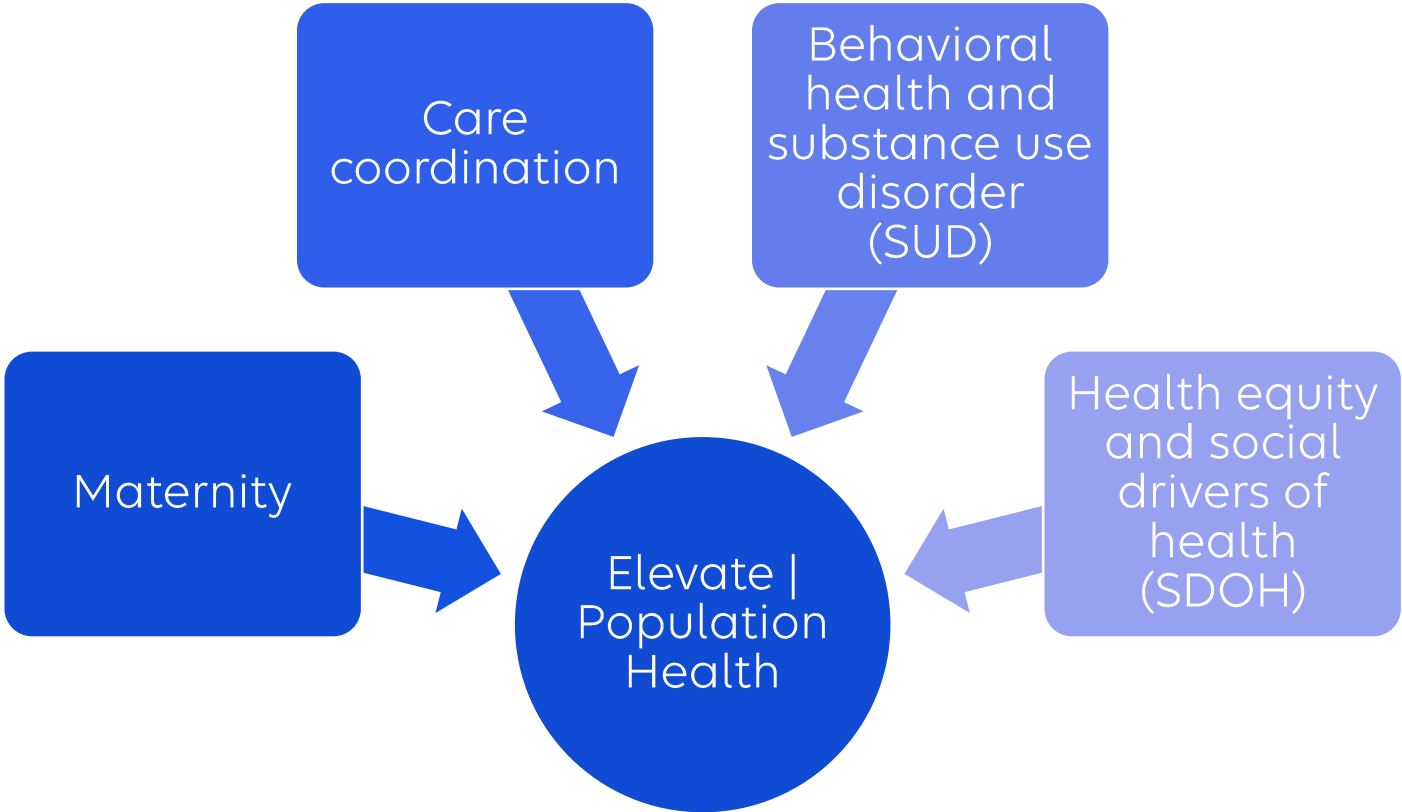 Care
coordination
Behavioral
health and
substance use
disorder
(SUD)
Maternity
Health equity
and social
drivers of
health
(SDOH)
Elevate |
Population
Health